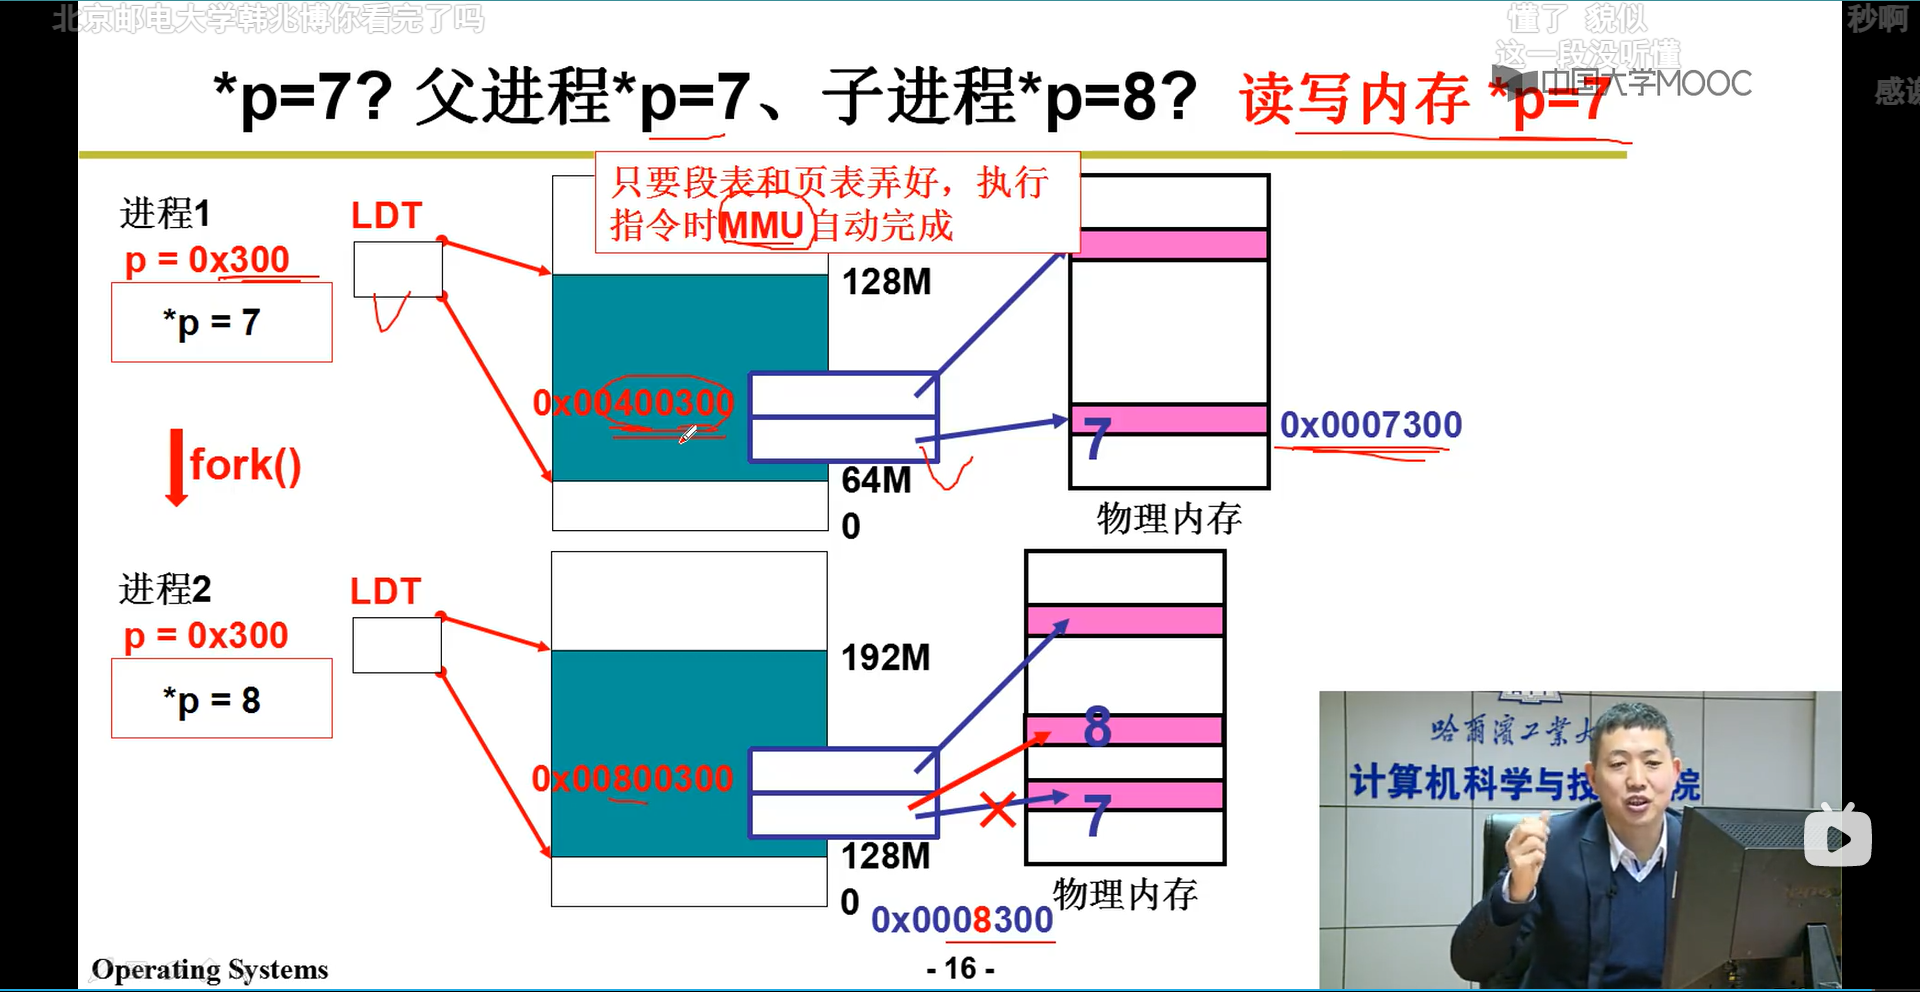 北京邮电大学韩兆博你看完了吗
懂了 貌似
秒啊
这一段没听懂
中国大学MOOC
*p=7? 父进程*p=7、子进程*p=8? 读写内存 *p=7
只要段表和页表弄好，执行
指令时MMU自动完成
进程1
LDT
p = 0x300
*p = 7
128M
0x00400300
7
0x0007300
64M
0
物理内存
fork()
进程2
LDT
p = 0x300
*p = 8
192M
8
0x00800300
7
128M
0
物理内存
0x0008300
哈尔滨工业大
计算机科学与技
院
Operating Systems
- 16 -